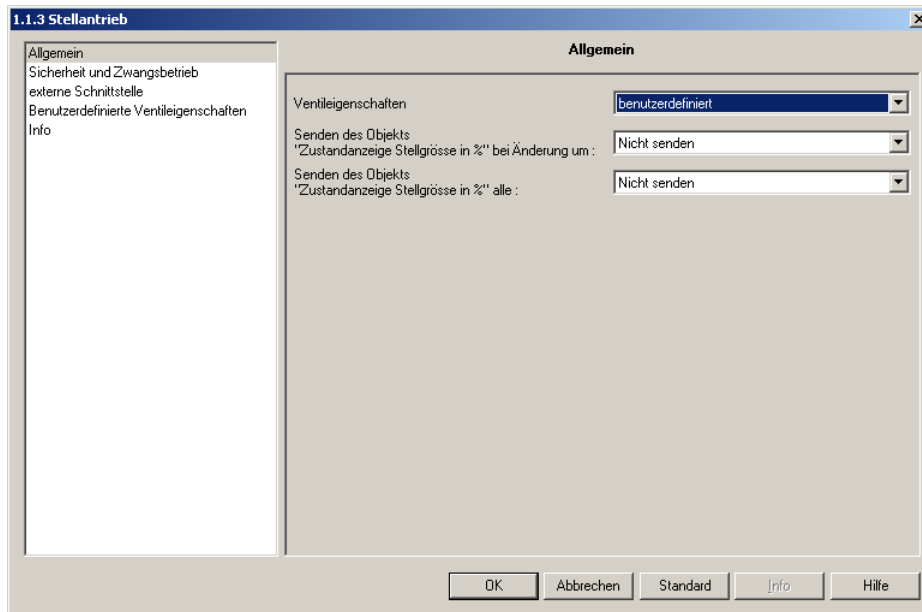 1.1.3 Stellantrieb
Allgemein
Sicherheit und Zwangsbetrieb
externe Schnittstelle
Benutzerdefinierte Ventileigenschaften
Info
Allgemein
Ventileigenschaften
benutzerdefiniert
Senden des Objekts
"Zustandanzeige Stellgrösse in %" bei Änderung um :
Nicht senden
Senden des Objekts
"Zustandanzeige Stellgrösse in %" alle :
Nicht senden
OK
Abbrechen
Standard
Info
Hilfe